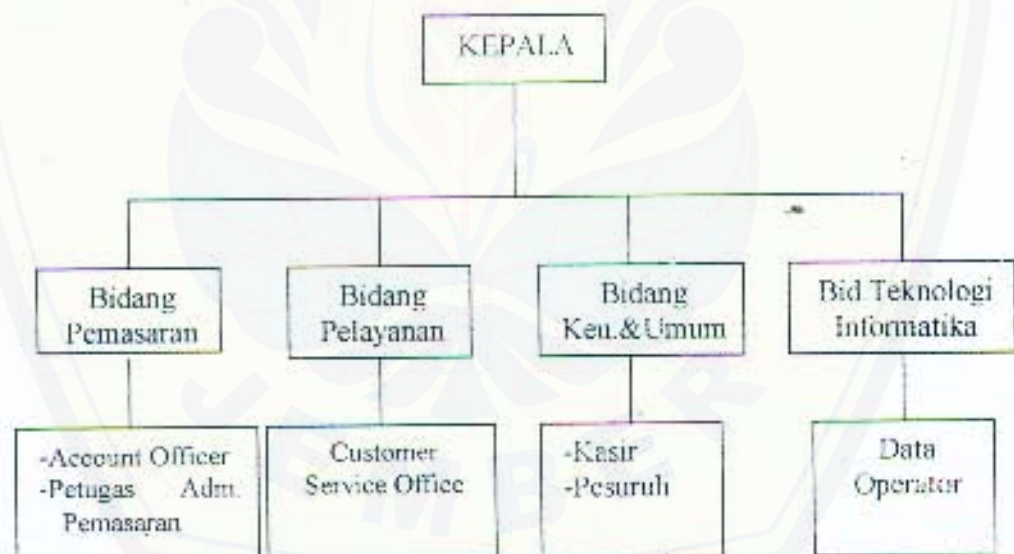 KEPALA
Bidang
Pemasaran
Bidang
Pelayanan
Bidang
Keu.&Umum
Bid Teknologi
Informatika
-Account Officer
-Petugas Adm.
Pemasaran
Customer
Service Office
-Kasir
-Pesuruh
Data
Operator
JEMBER